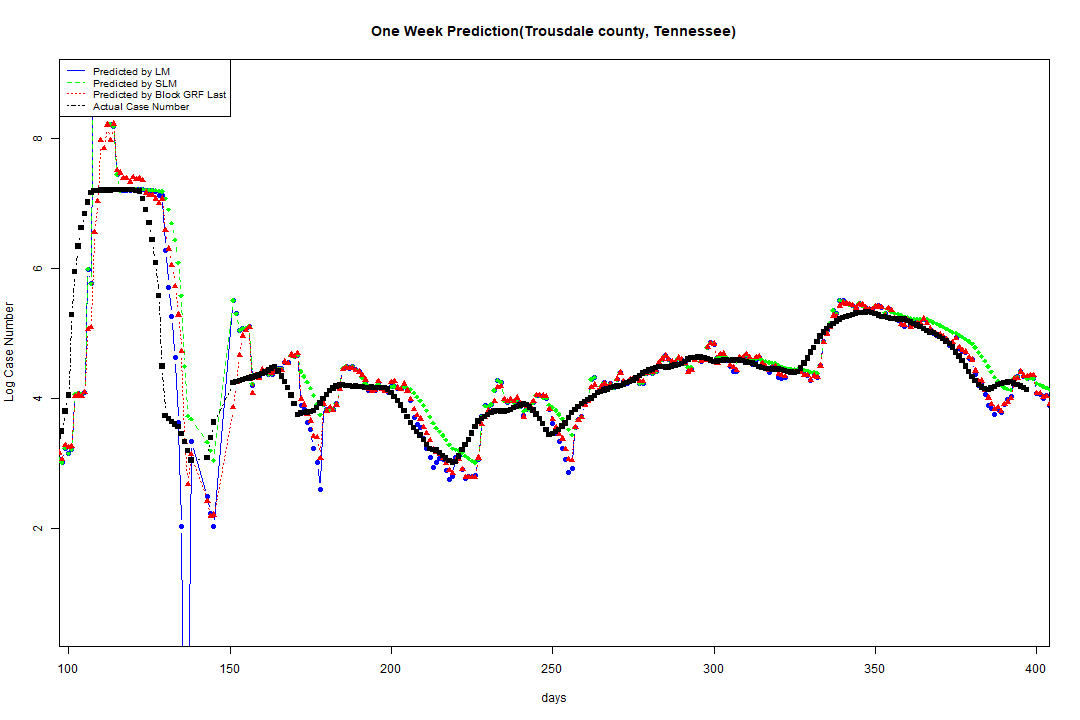 One Week Prediction(Trousdale county, Tennessee)
Predicted by LM
Predicted by SLM
Predicted by Block GRF Last
Actual Case Number
Log Case Number
8
6
4
2
100 150 200 250 300 350 400
days